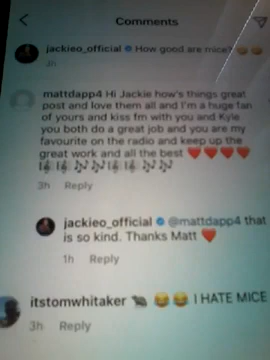 Comments
jackieo_official How good are mice? 😂😂
4h
mattdapp4 Hi Jackie how's things great
post and love them all and I'm a huge fan
of yours and kiss fm with you and Kyle
you both do a great job and you are my
favourite on the radio and keep up the
great work and all the best ❤️❤️❤️❤️
🎼🎼🎶🎶🎼🎼🎶🎶
3h Reply
jackieo_official @mattdapp4 that
is so kind. Thanks Matt ❤️
1h Reply
itstomwhitaker 🐀 😂😂 I HATE MICE
3h Reply